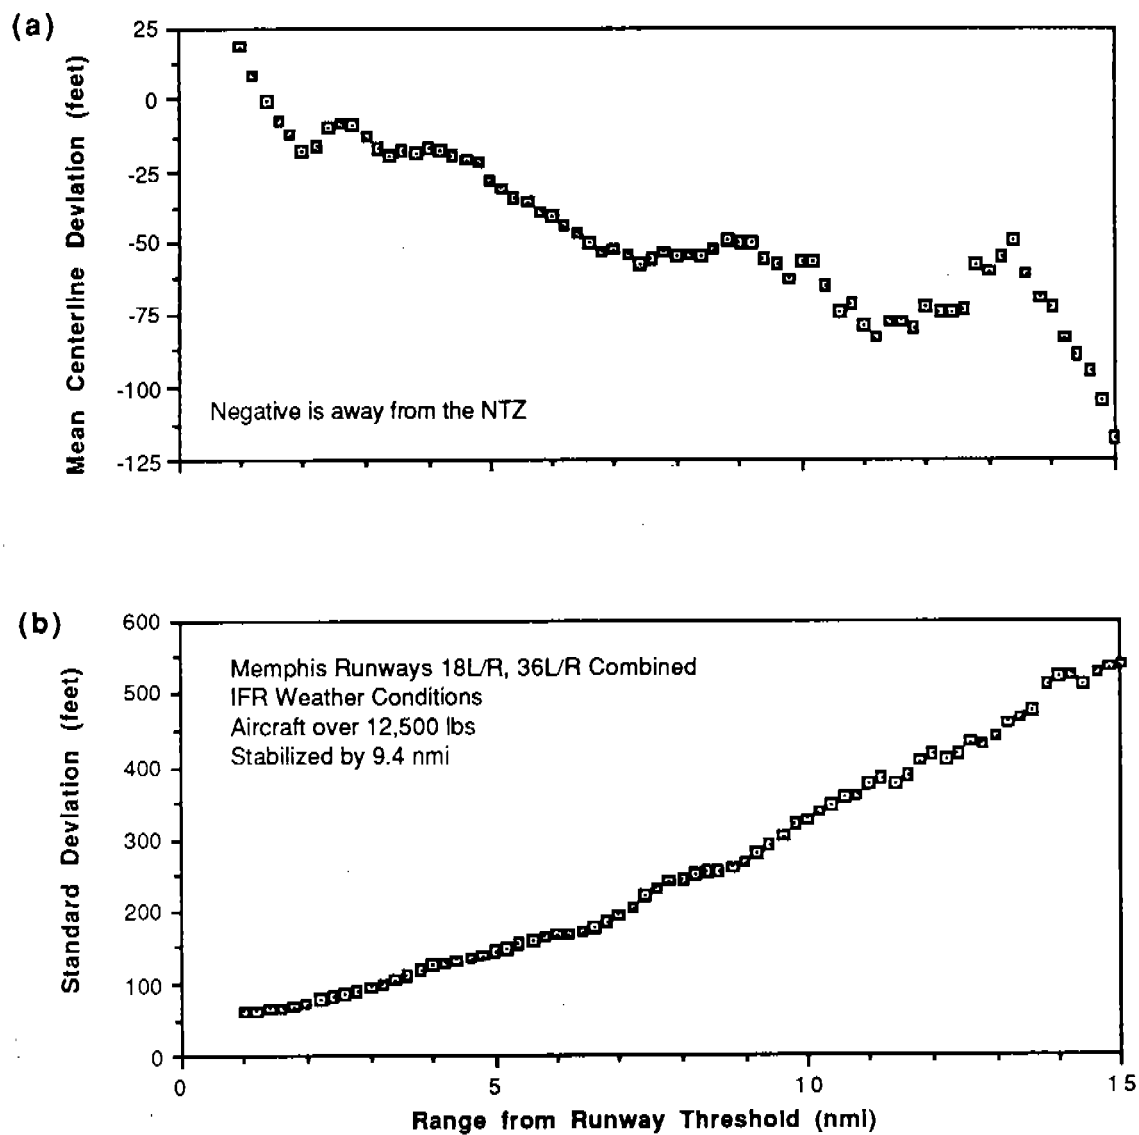 (a)
Mean Centerline Deviation (feet)
25
0
-25
-50
-75
-100
-125
Negative is away from the NTZ
(b)
Standard Deviation (feet)
600
500
400
300
200
100
0
Memphis Runways 18L/R, 36L/R Combined
IFR Weather Conditions
Aircraft over 12,500 lbs
Stabilized by 9.4 nmi
0 5 10 15
Range from Runway Threshold (nmi)